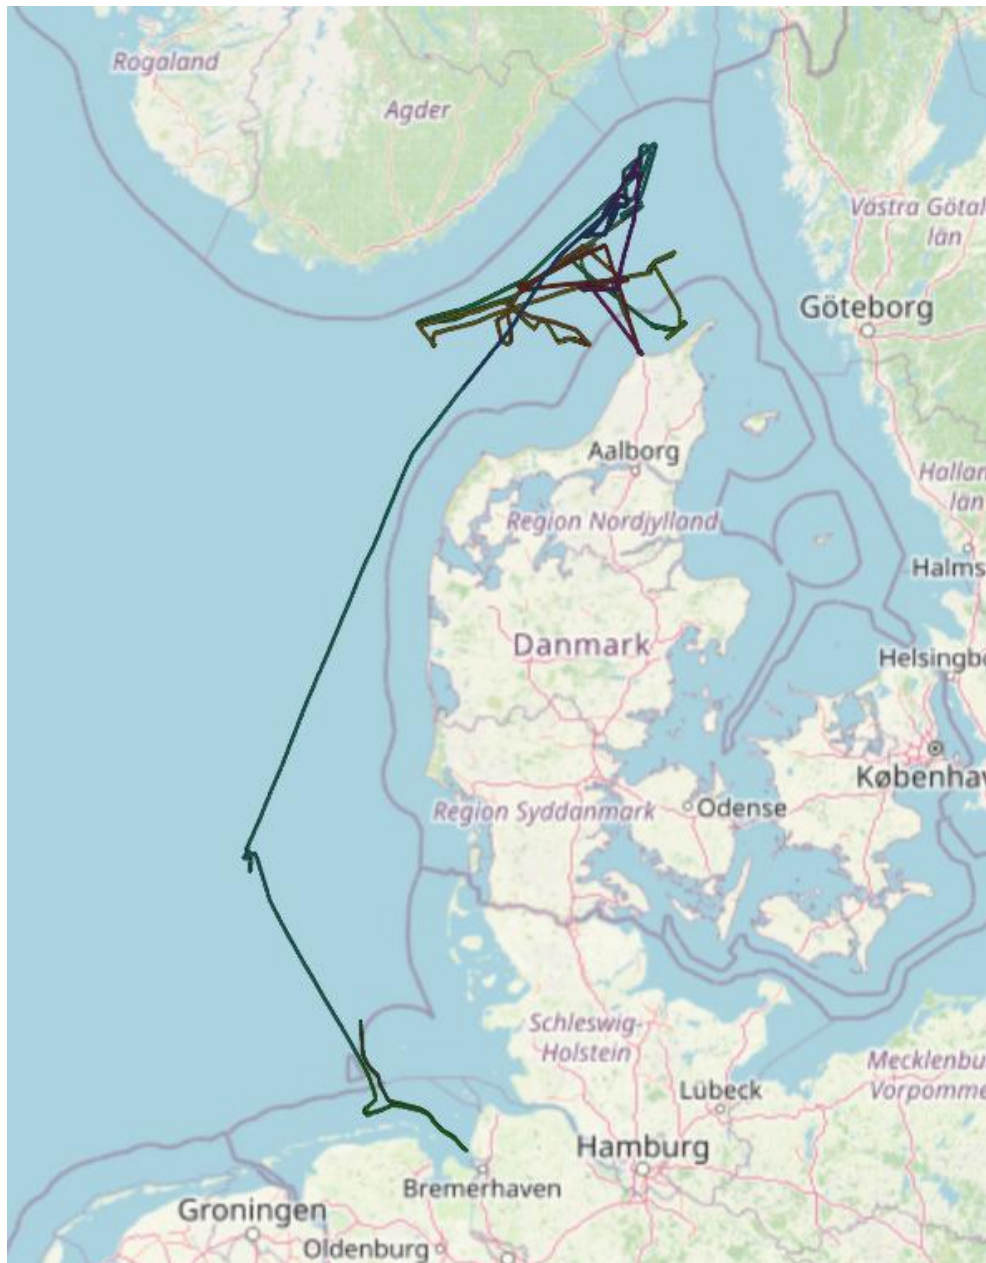 Rogaland
Agder
Västra Götal
län
Göteborg
Aalborg
Hallan
län
Region Nordjylland
Halms
Danmark
Helsingbo
Københav
Region Syddanmark
Odense
Schleswig-
Holstein
Mecklenbu
Vorpomme
Lübeck
Hamburg
Bremerhaven
Groningen
Oldenburg